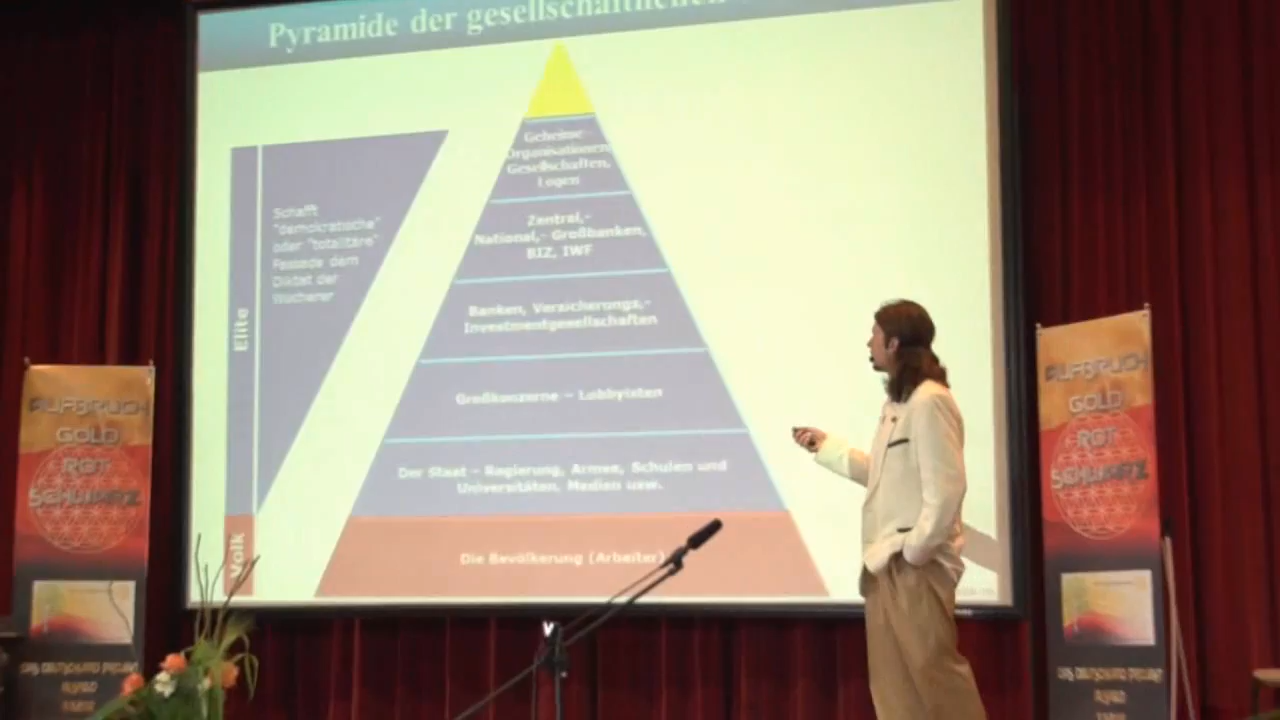 Pyramide der gesellschaftlichen
Geheime
Organisationen,
Gesellschaften,
Logen
Schafft
"demokratische"
oder "totalitäre"
Fassade dem
Diktat der
Wucherer
Zentral,-
National,- Großbanken,
BIZ, IWF
Banken, Versicherungs,-
Investmentgesellschaften
Elite
Großkonzerne - Lobbyisten
Der Staat - Regierung, Armee, Schulen und
Universitäten, Medien usw.
Volk
Die Bevölkerung (Arbeiter)
AUFBRUCH
GOLD
ROT
SCHWARZ
AUFBRUCH
GOLD
ROT
SCHWARZ